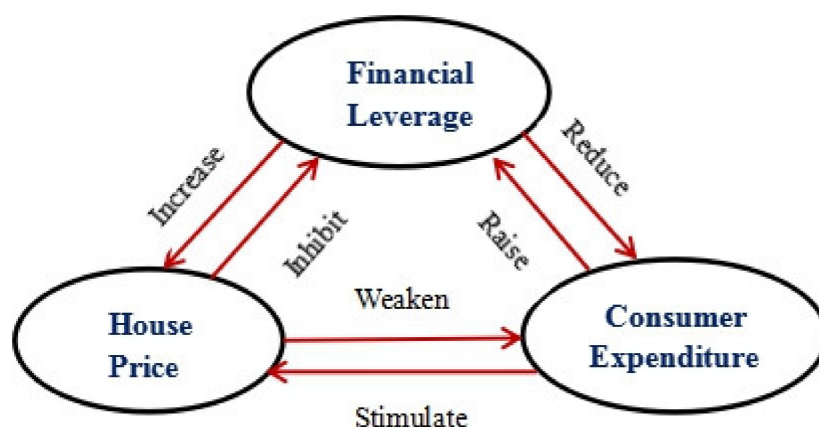 Financial
Leverage
Increase
Inhibit
Raise
Reduce
House
Price
Weaken
Stimulate
Consumer
Expenditure